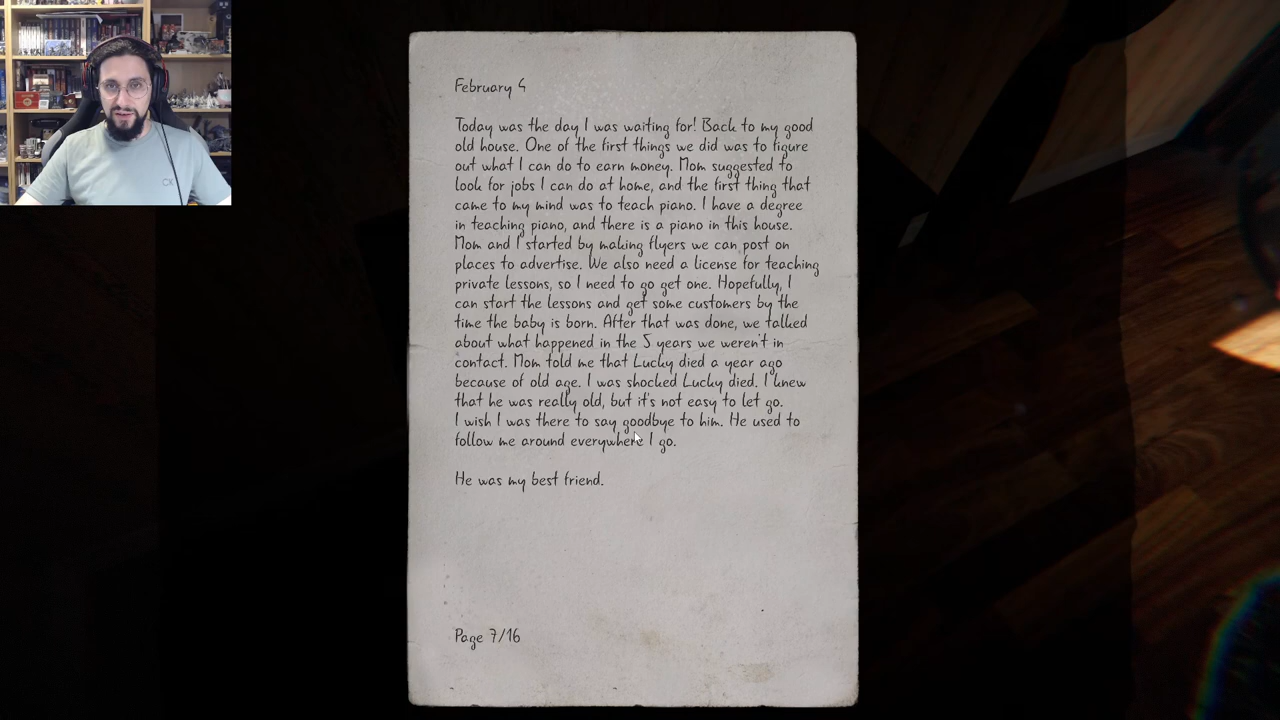 February 4
Today was the day I was waiting for! Back to my good
old house. One of the first things we did was to figure
out what I can do to earn money. Mom suggested to
look for jobs I can do at home, and the first thing that
came to my mind was to teach piano. I have a degree
in teaching piano, and there is a piano in this house.
Mom and I started by making flyers we can post on
places to advertise. We also need a license for teaching
private lessons, so I need to go get one. Hopefully, I
can start the lessons and get some customers by the
time the baby is born. After that was done, we talked
about what happened in the 5 years we weren't in
contact. Mom told me that Lucky died a year ago
because of old age. I was shocked Lucky died. I knew
that he was really old, but it's not easy to let go.
I wish I was there to say goodbye to him. He used to
follow me around everywhere I go.
He was my best friend.
Page 7/16